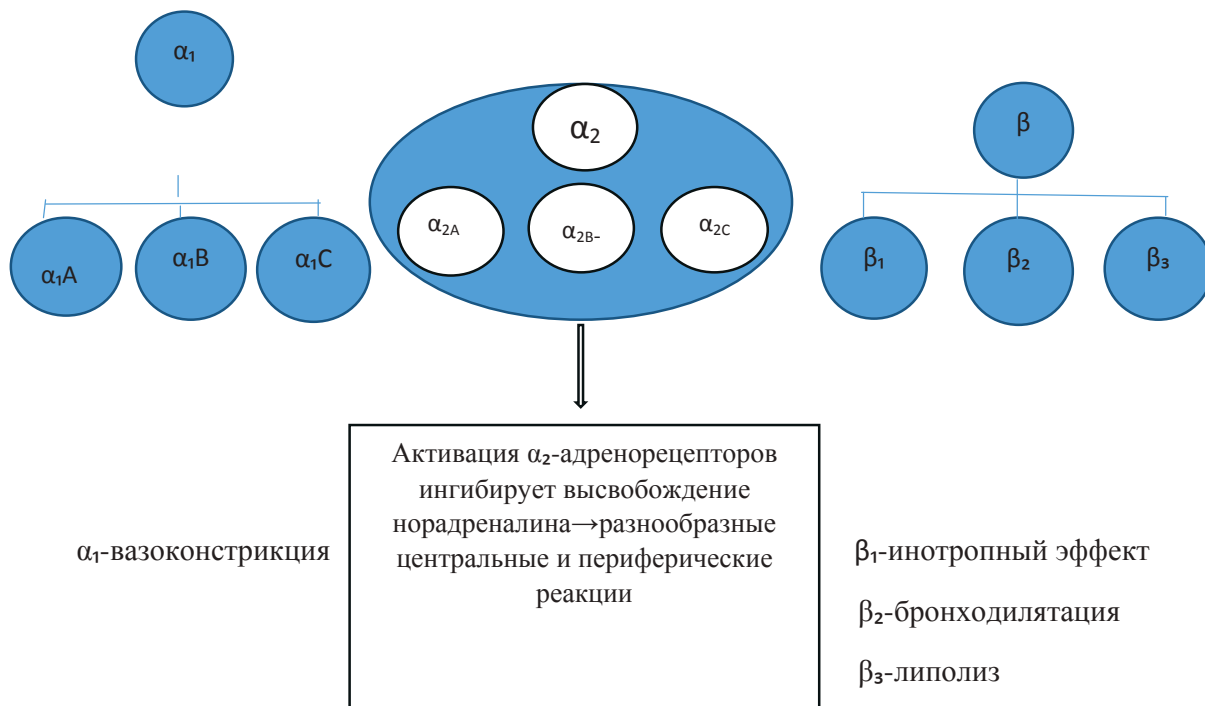 α₁
α₂
β
α₁A
α₁B
α₁C
α₂A
α₂B-
α₂C
β₁
β₂
β₃
Активация α₂-адренорецепторов
ингибирует высвобождение
норадреналина→разнообразные
центральные и периферические
реакции
α₁-вазоконстрикция
β₁-инотропный эффект
β₂-бронходилятация
β₃-липолиз